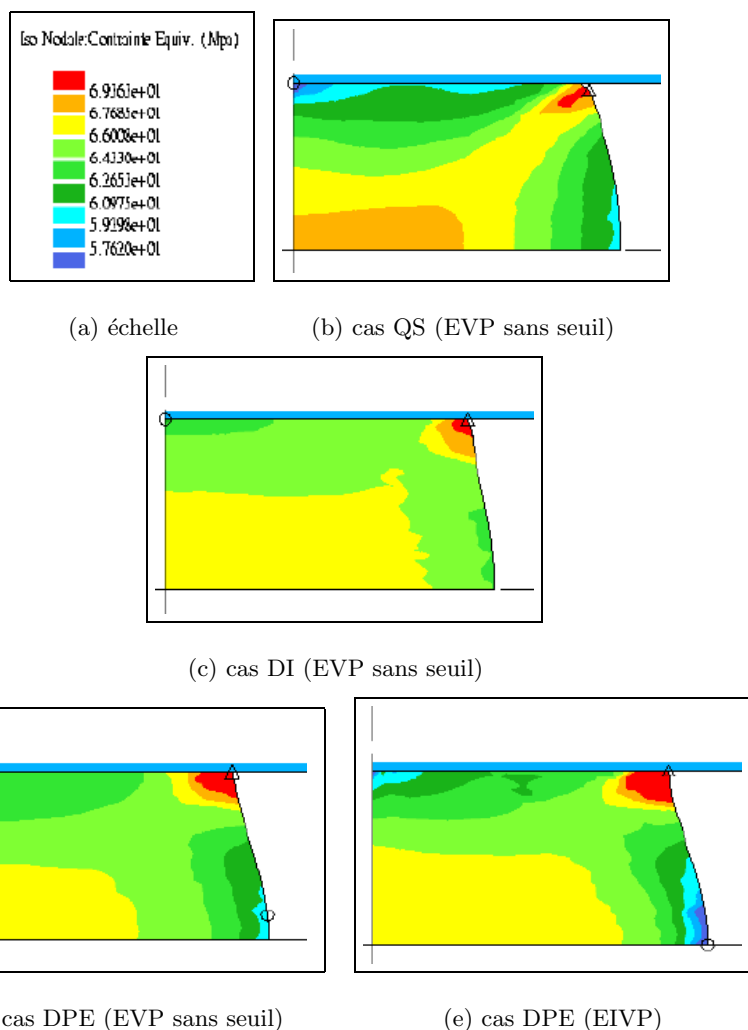 Iso Nodale:Contrainte Equiv. (Mpa)
6.9363e+01
6.7685e+01
6.6008e+01
6.4330e+01
6.2653e+01
6.0975e+01
5.9298e+01
5.7620e+01
(a) échelle
(b) cas QS (EVP sans seuil)
(c) cas DI (EVP sans seuil)
cas DPE (EVP sans seuil)
(e) cas DPE (EIVP)